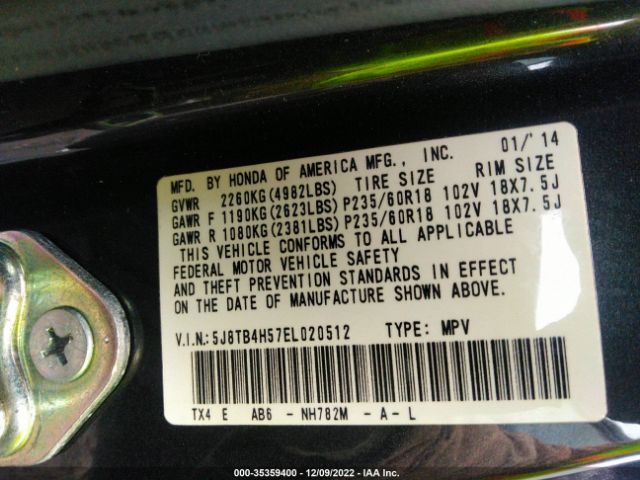 MFD. BY HONDA OF AMERICA MFG., INC. 01/'14
GVWR 2260KG(4982LBS) TIRE SIZE RIM SIZE
GAWR F 1190KG(2623LBS)P235/60R18 102V 18X7.5J
GAWR R 1080KG(2381LBS)P235/60R18 102V 18X7.5J
THIS VEHICLE CONFORMS TO ALL APPLICABLE
FEDERAL MOTOR VEHICLE SAFETY
AND THEFT PREVENTION STANDARDS IN EFFECT
ON THE DATE OF MANUFACTURE SHOWN ABOVE.
V.I.N.:5J8TB4H57EL020512 TYPE: MPV
TX4 E AB6 - NH782M - A - L
000-35359400 - 12/09/2022 - IAA Inc.